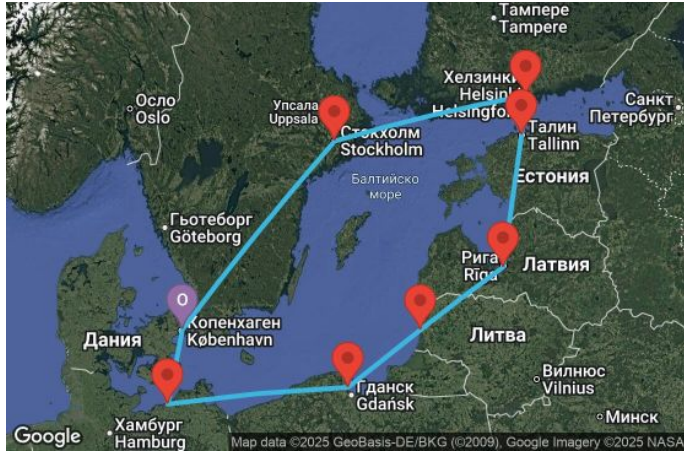 Тампере
Tampere
Хелзинки
Helsinki
Helsingfo
Осло
Oslo
Упсала
Uppsala
Санкт
Петербург
Стокхолм
Stockholm
Талин
Tallinn
Балтийско
море
ЕСТОНИЯ
Гьотеборг
Göteborg
Рига
Rīga
ЛАТВИЯ
O
Копенхаген
København
Дания
Литва
Вилнюс
Vilnius
Гданск
Gdańsk
Минск
Хамбург
Hamburg
Google
Map data ©2025 GeoBasis-DE/BKG (©2009), Google Imagery ©2025 NASA